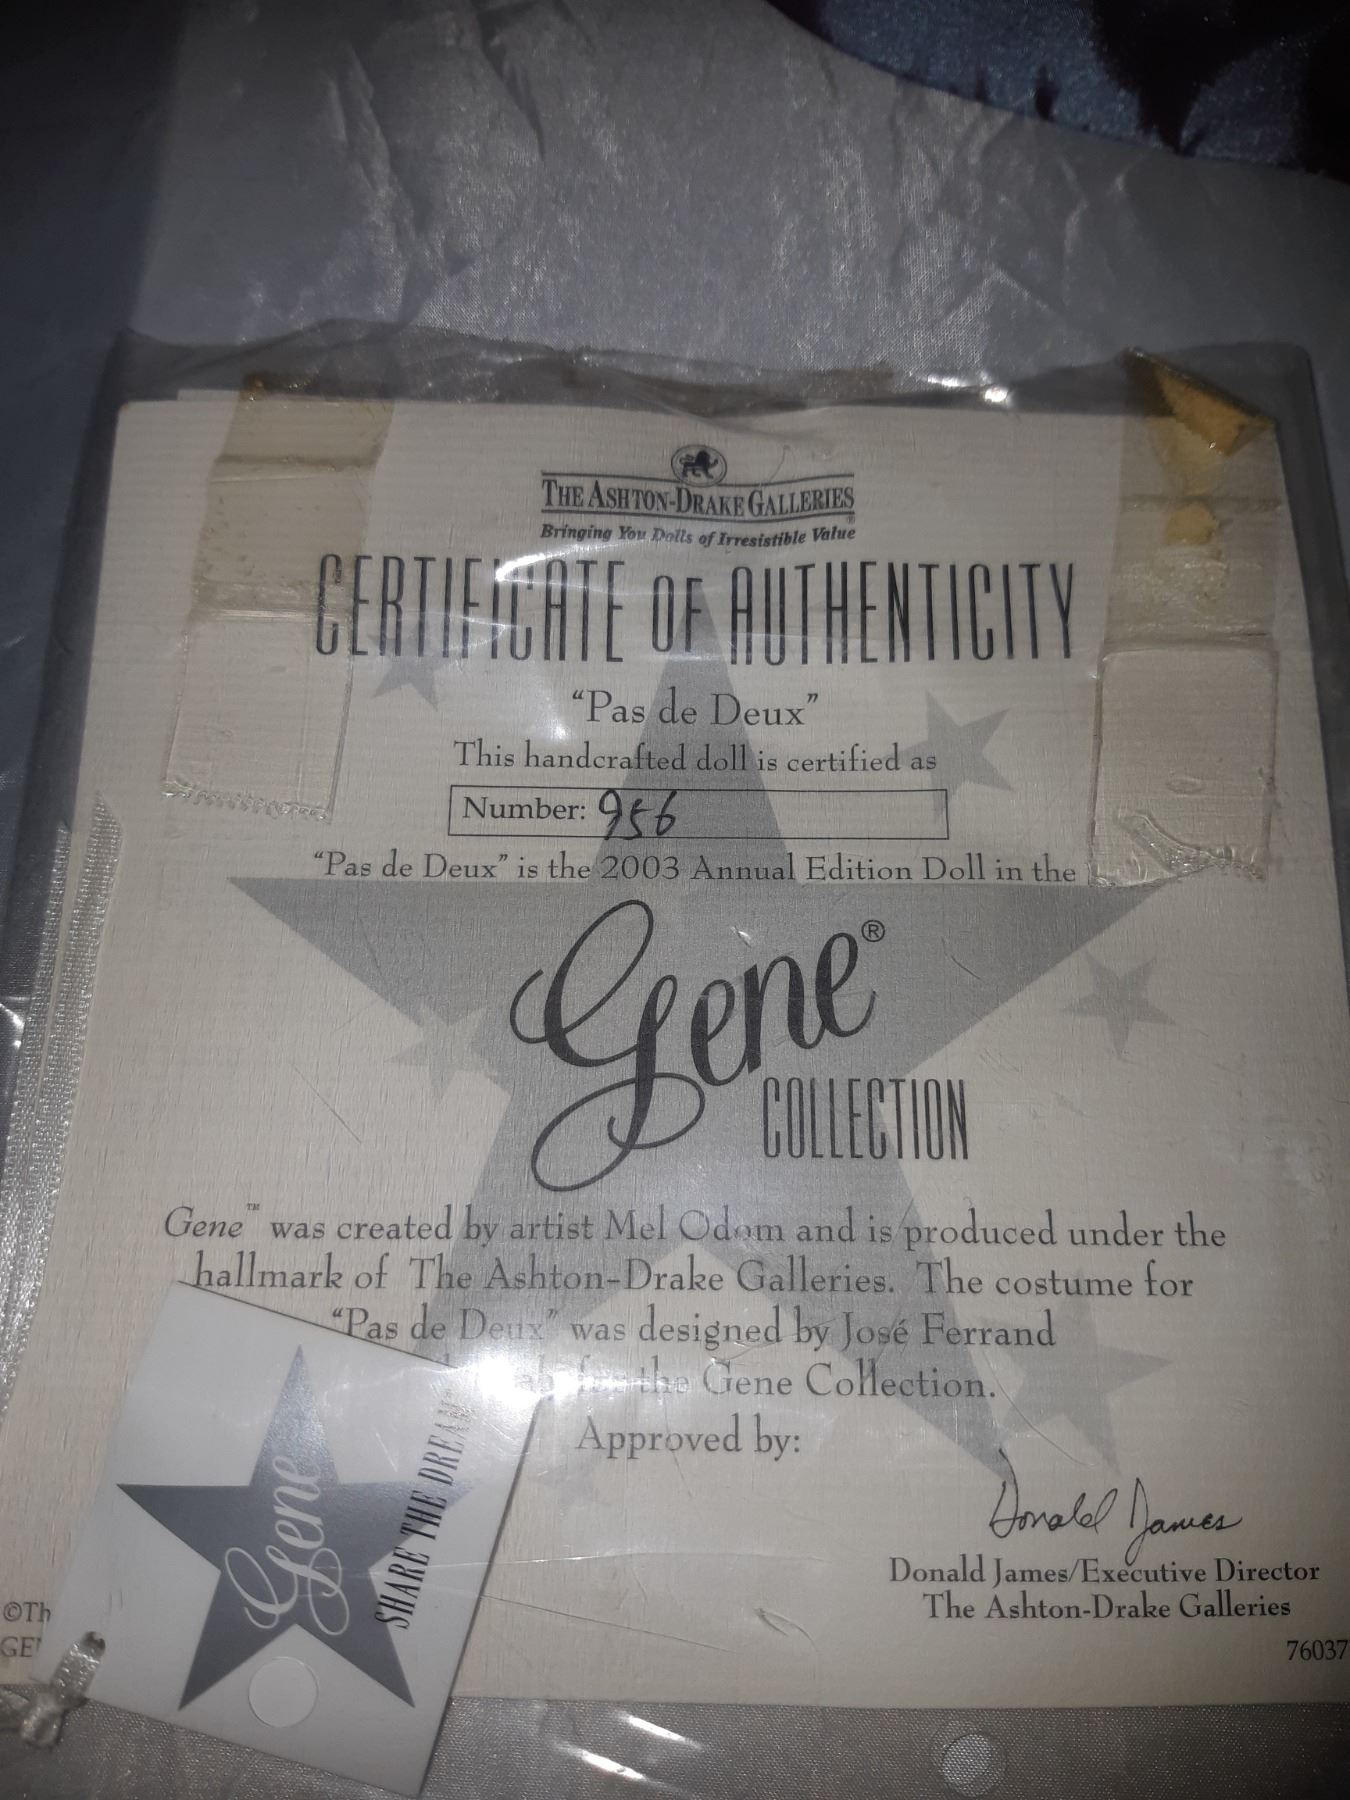 THE ASHTON-DRAKE GALLERIES ®
Bringing You Dolls of Irresistible Value
CERTIFICATE OF AUTHENTICITY
“Pas de Deux”
This handcrafted doll is certified as
Number: 956
“Pas de Deux” is the 2003 Annual Edition Doll in the
Gene®
COLLECTION
Gene™ was created by artist Mel Odom and is produced under the
hallmark of The Ashton-Drake Galleries. The costume for
“Pas de Deux” was designed by José Ferrand
for the Gene Collection.
Approved by:
Donald James
Donald James/Executive Director
The Ashton-Drake Galleries
76037
©Th
GE
Gene
SHARE THE DREAM